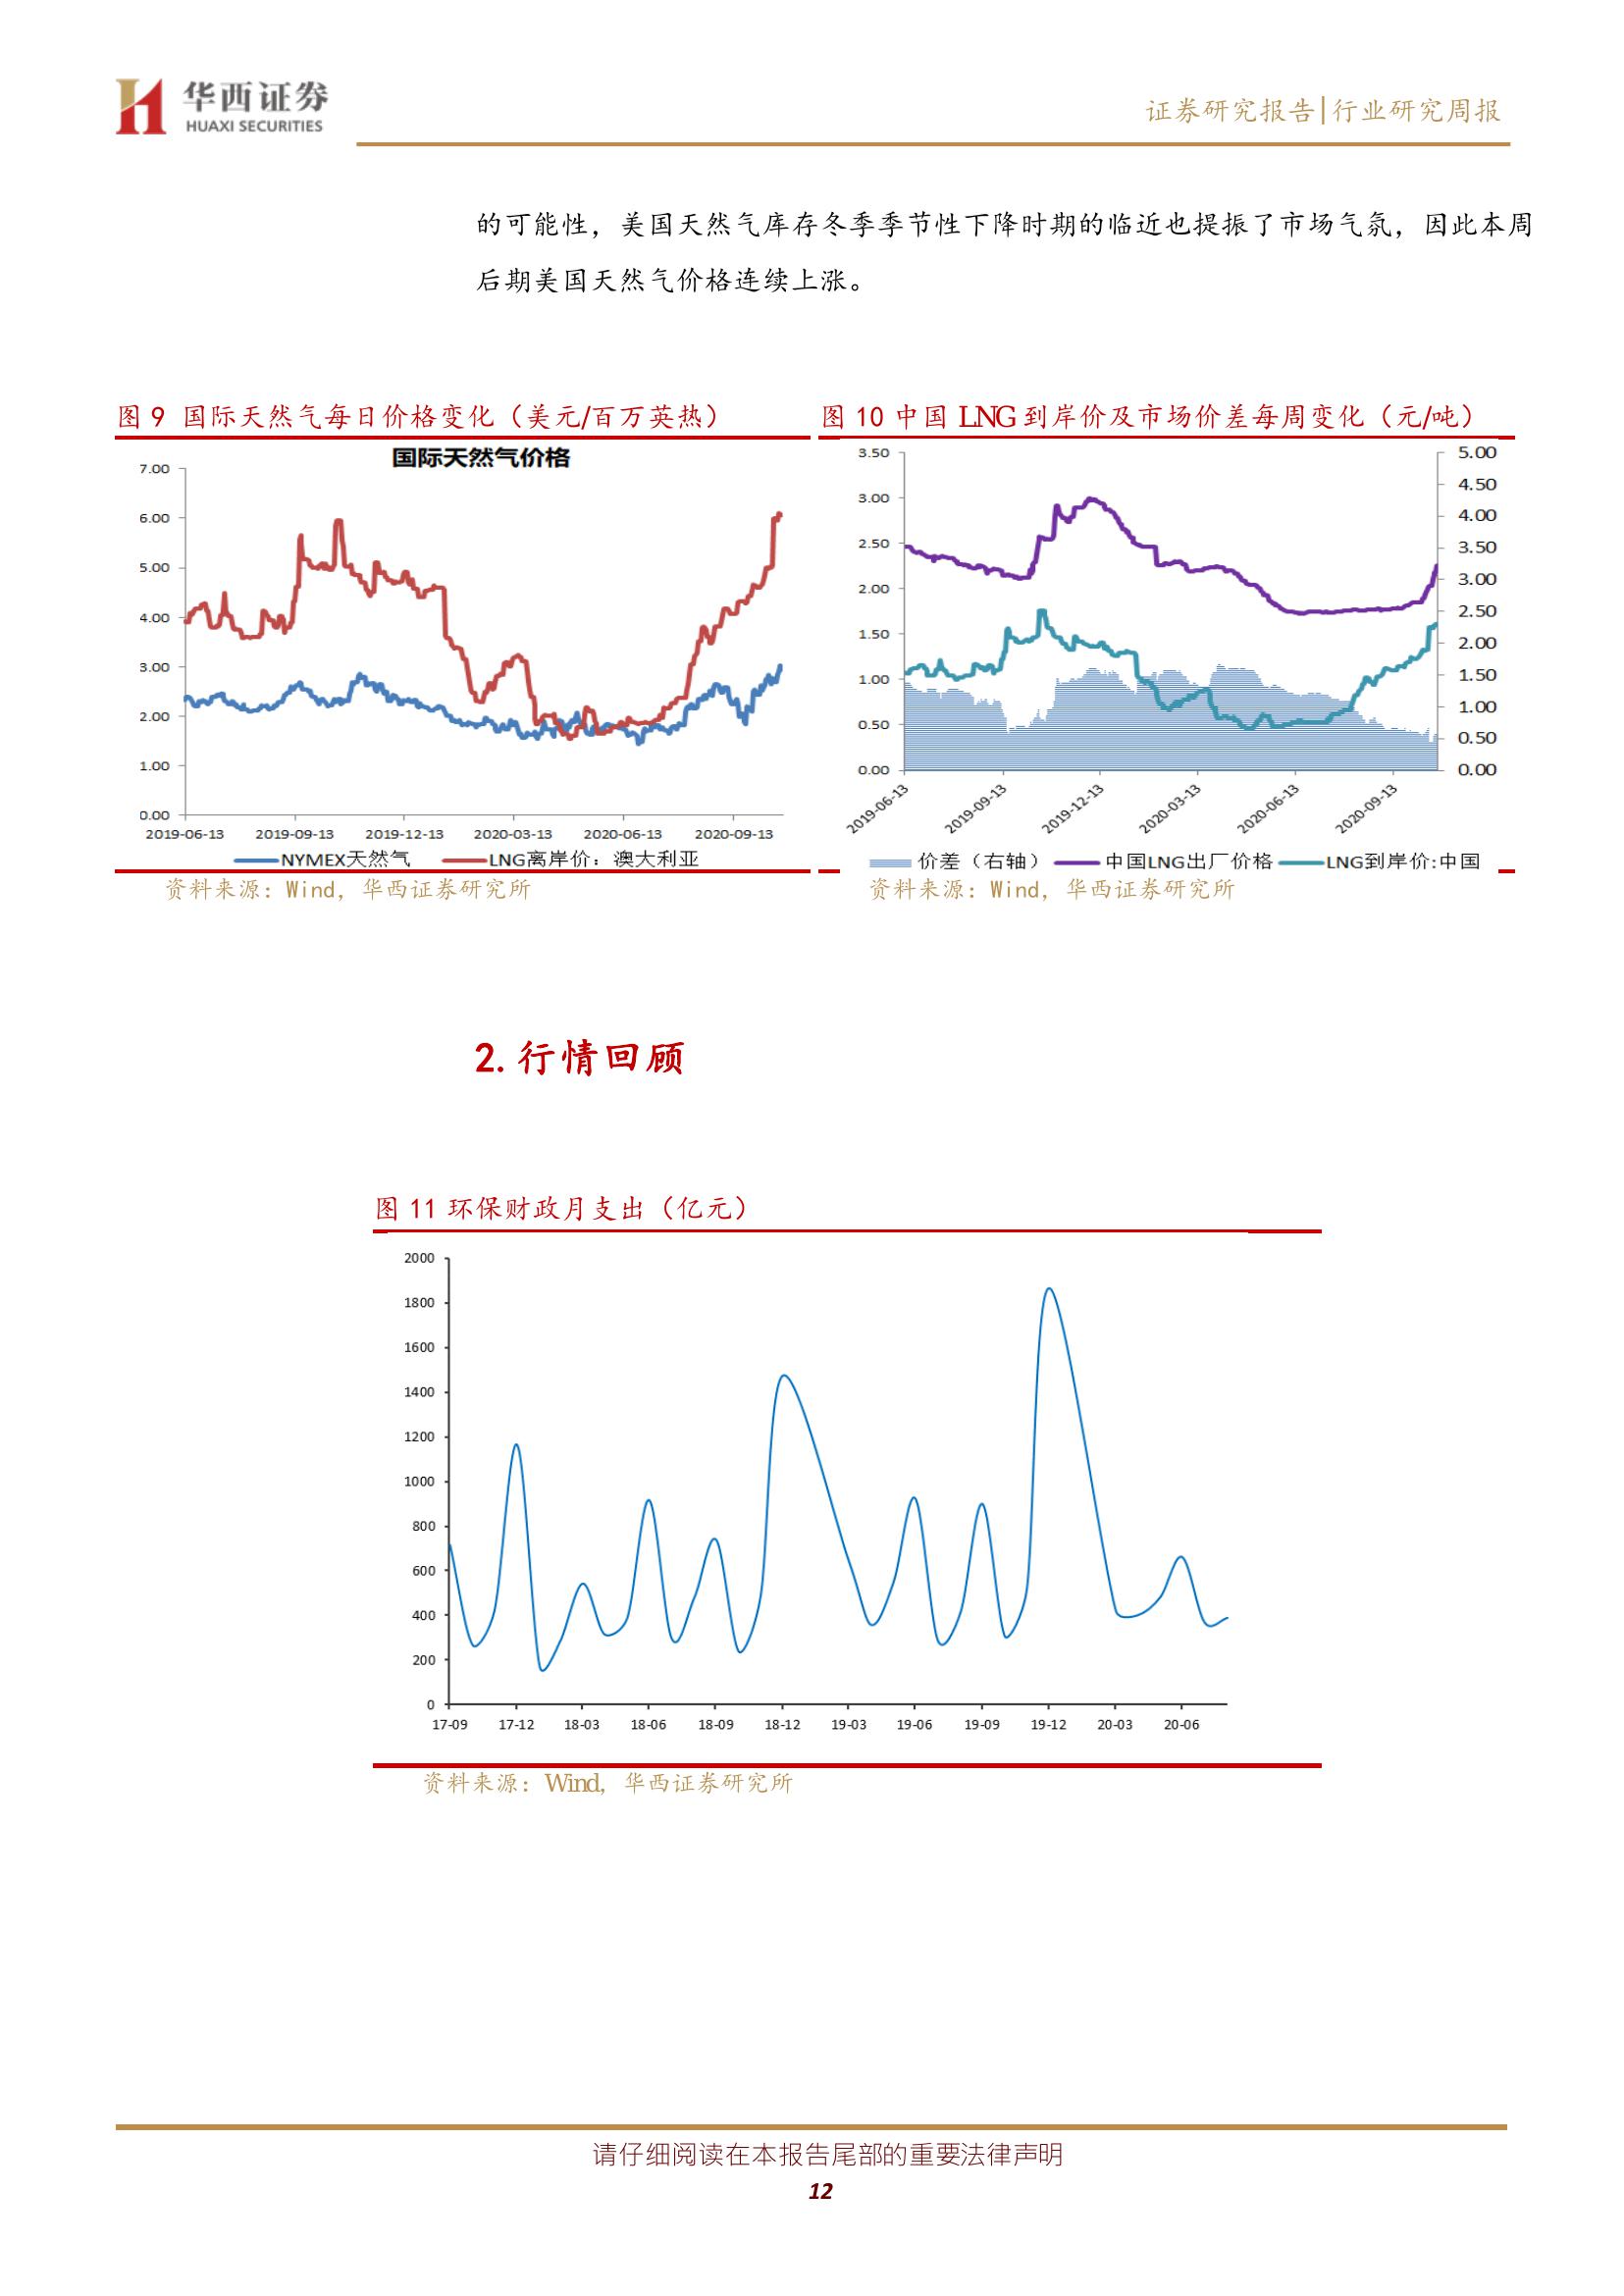 华西证券
HUAXI SECURITIES
证券研究报告|行业研究周报
的可能性，美国天然气库存冬季季节性下降时期的临近也提振了市场气氛，因此本周
后期美国天然气价格连续上涨。
图 9 国际天然气每日价格变化（美元/百万英热）
国际天然气价格
7.00
6.00
5.00
4.00
3.00
2.00
1.00
0.00
2019-06-13 2019-09-13 2019-12-13 2020-03-13 2020-06-13 2020-09-13
NYMEX天然气 LNG离岸价：澳大利亚
资料来源：Wind，华西证券研究所
图 10 中国 LNG 到岸价及市场价差每周变化（元/吨）
3.50
3.00
2.50
2.00
1.50
1.00
0.50
0.00
5.00
4.50
4.00
3.50
3.00
2.50
2.00
1.50
1.00
0.50
0.00
2019-06-13 2019-09-13 2019-12-13 2020-03-13 2020-06-13 2020-09-13
价差（右轴） 中国LNG出厂价格 LNG到岸价:中国
资料来源：Wind，华西证券研究所
2.行情回顾
图 11 环保财政月支出（亿元）
2000
1800
1600
1400
1200
1000
800
600
400
200
0
17-09 17-12 18-03 18-06 18-09 18-12 19-03 19-06 19-09 19-12 20-03 20-06
资料来源：Wind，华西证券研究所
请仔细阅读在本报告尾部的重要法律声明
12